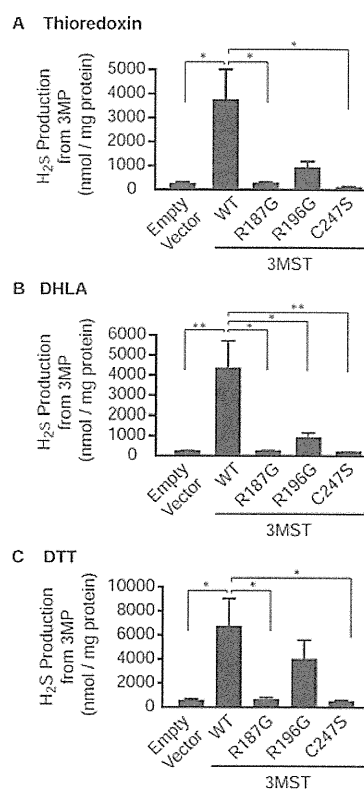 A Thioredoxin
H2S Production
from 3MP
(nmol / mg protein)
5000
4000
3000
2000
1000
0
* * *
Empty
Vector
WT
R187G
R196G
C247S
3MST
B DHLA
H2S Production
from 3MP
(nmol / mg protein)
6000
5000
4000
3000
2000
1000
0
** * * **
Empty
Vector
WT
R187G
R196G
C247S
3MST
C DTT
H2S Production
from 3MP
(nmol / mg protein)
10000
8000
6000
4000
2000
0
* * *
Empty
Vector
WT
R187G
R196G
C247S
3MST